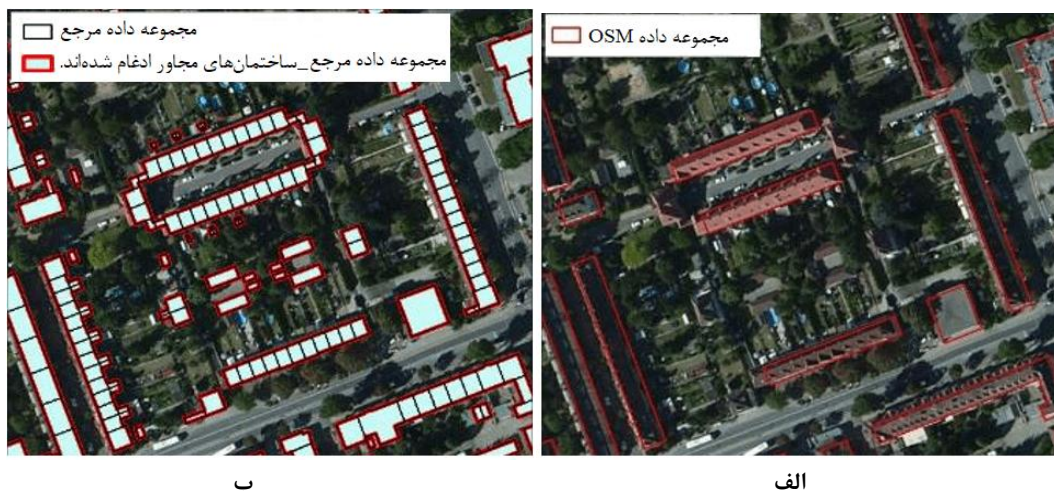 مجموعه داده مرجع
مجموعه داده مرجع_ساختمان‌های مجاور ادغام شده‌اند.
مجموعه داده OSM
ب
الف